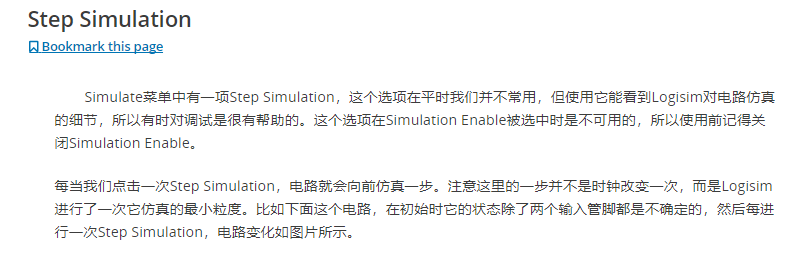 Step Simulation
Bookmark this page
Simulate菜单中有一项Step Simulation，这个选项在平时我们并不常用，但使用它能看到Logisim对电路仿真
的细节，所以有时对调试是很有帮助的。这个选项在Simulation Enable被选中时是不可用的，所以使用前记得关
闭Simulation Enable。
每当我们点击一次Step Simulation，电路就会向前仿真一步。注意这里的一步并不是时钟改变一次，而是Logisim
进行了一次它仿真的最小粒度。比如下面这个电路，在初始时它的状态除了两个输入管脚都是不确定的，然后每进
行一次Step Simulation，电路变化如图片所示。